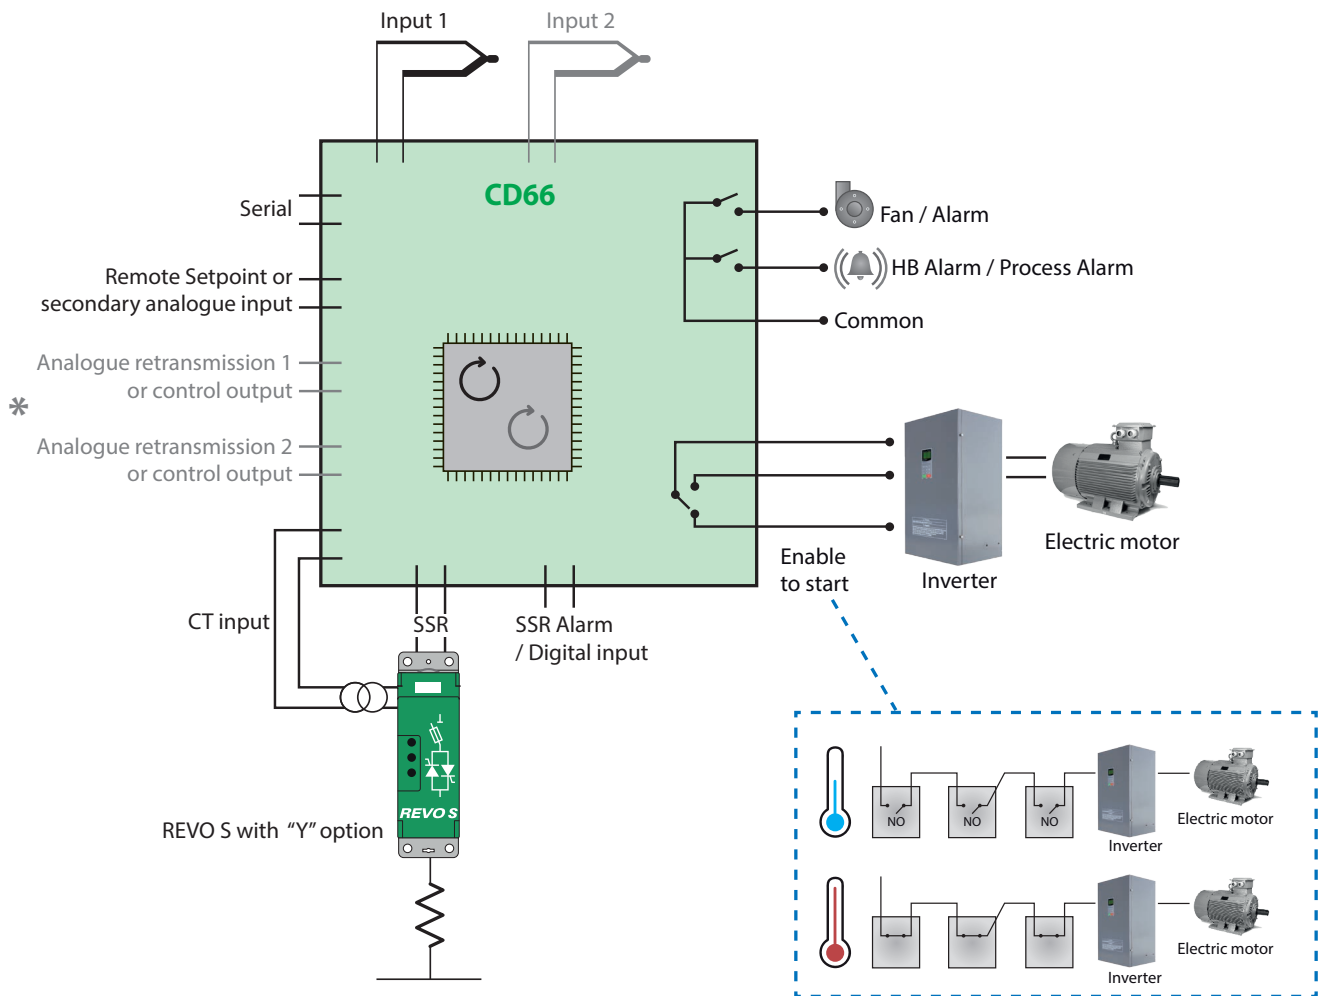 Input 1
Input 2
CD66
Serial
Fan / Alarm
Remote Setpoint or
secondary analogue input
HB Alarm / Process Alarm
Common
Analogue retransmission 1
or control output
*
Analogue retransmission 2
or control output
Electric motor
Inverter
Enable
to start
CT input
SSR
SSR Alarm
/ Digital input
REVO S
REVO S with “Y” option
NO
NO
NO
Electric motor
Inverter
Electric motor
Inverter